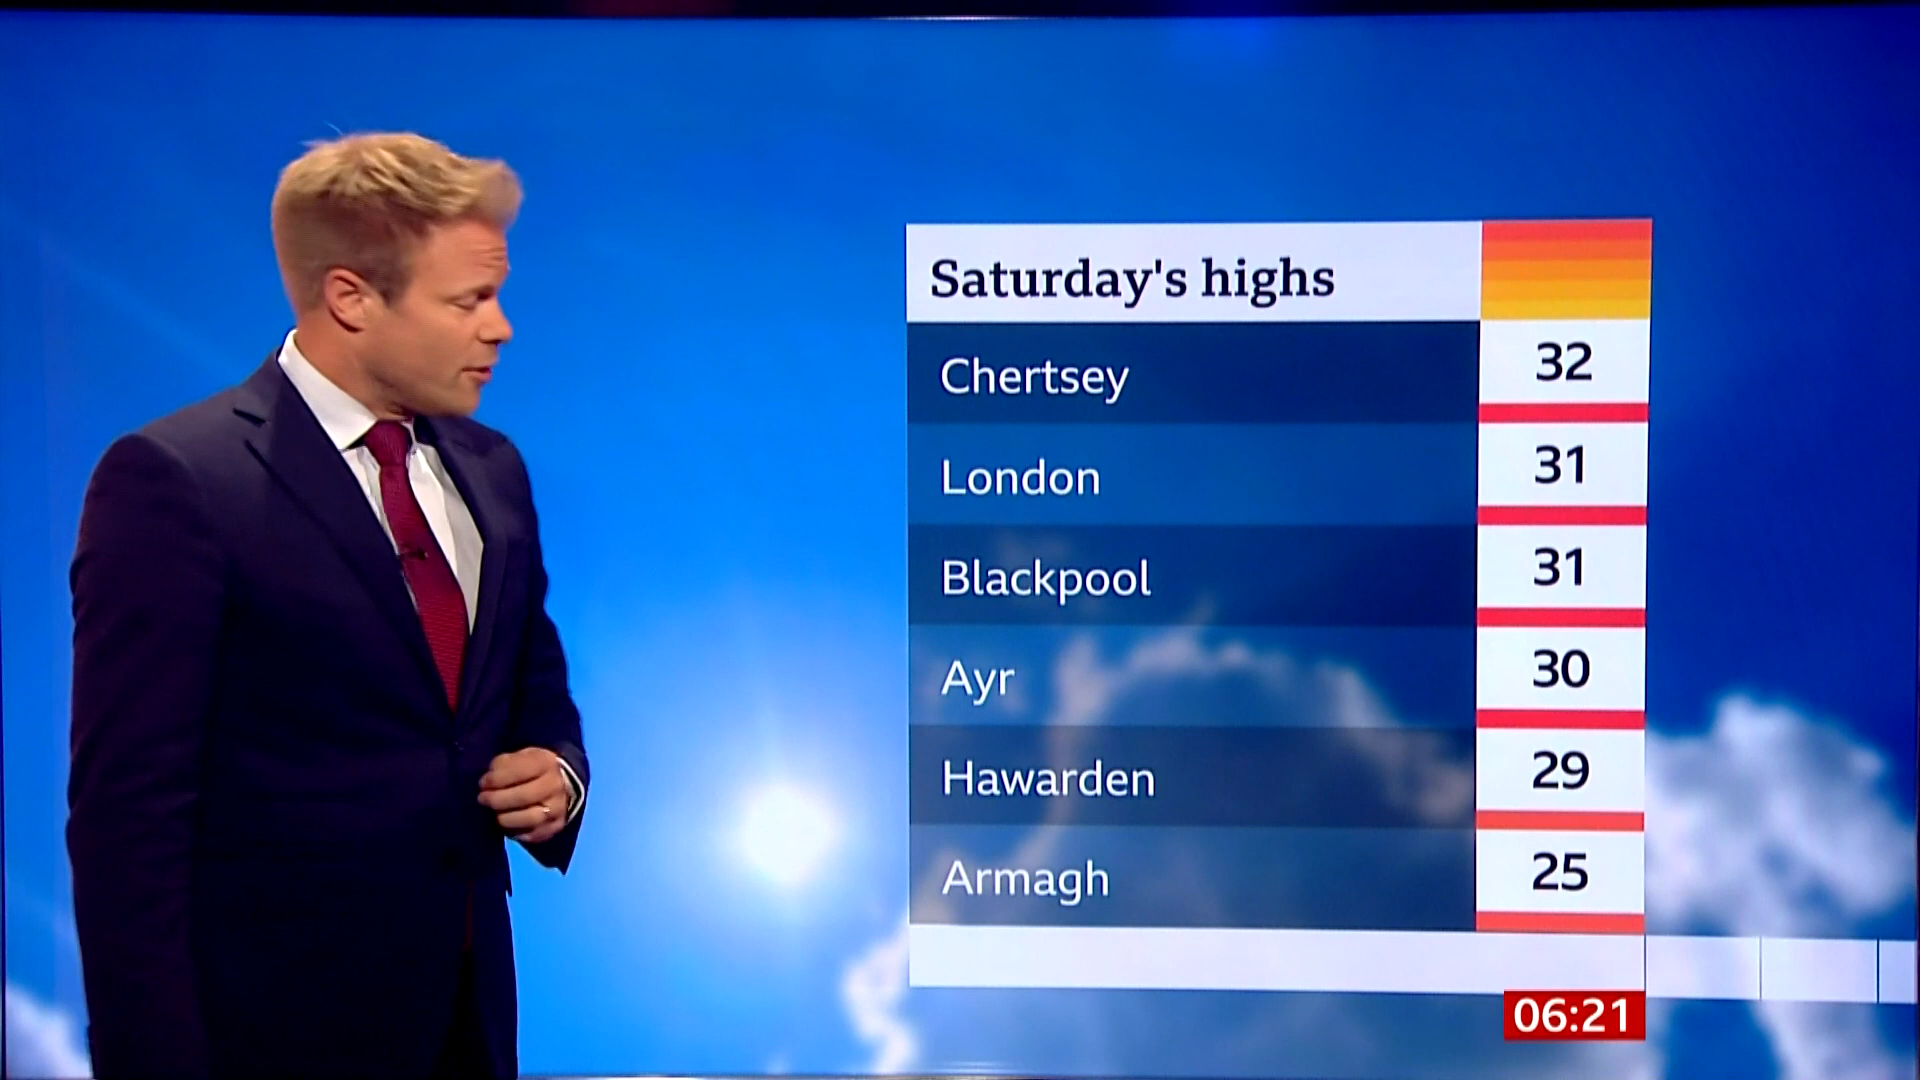 Saturday's highs
Chertsey 32
London 31
Blackpool 31
Ayr 30
Hawarden 29
Armagh 25
06:21